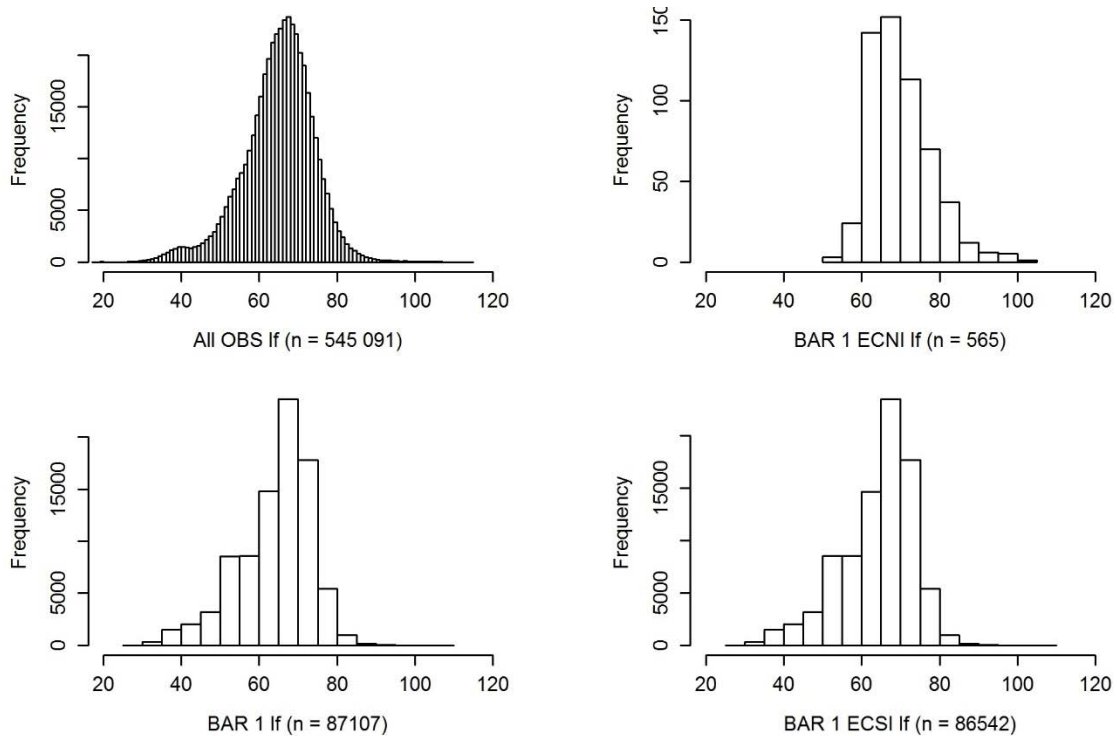 Frequency
15000
5000
0
20 40 60 80 100 120
All OBS lf (n = 545 091)
Frequency
150
100
50
0
20 40 60 80 100 120
BAR 1 ECNI lf (n = 565)
Frequency
15000
5000
0
20 40 60 80 100 120
BAR 1 lf (n = 87107)
Frequency
15000
5000
0
20 40 60 80 100 120
BAR 1 ECSI lf (n = 86542)